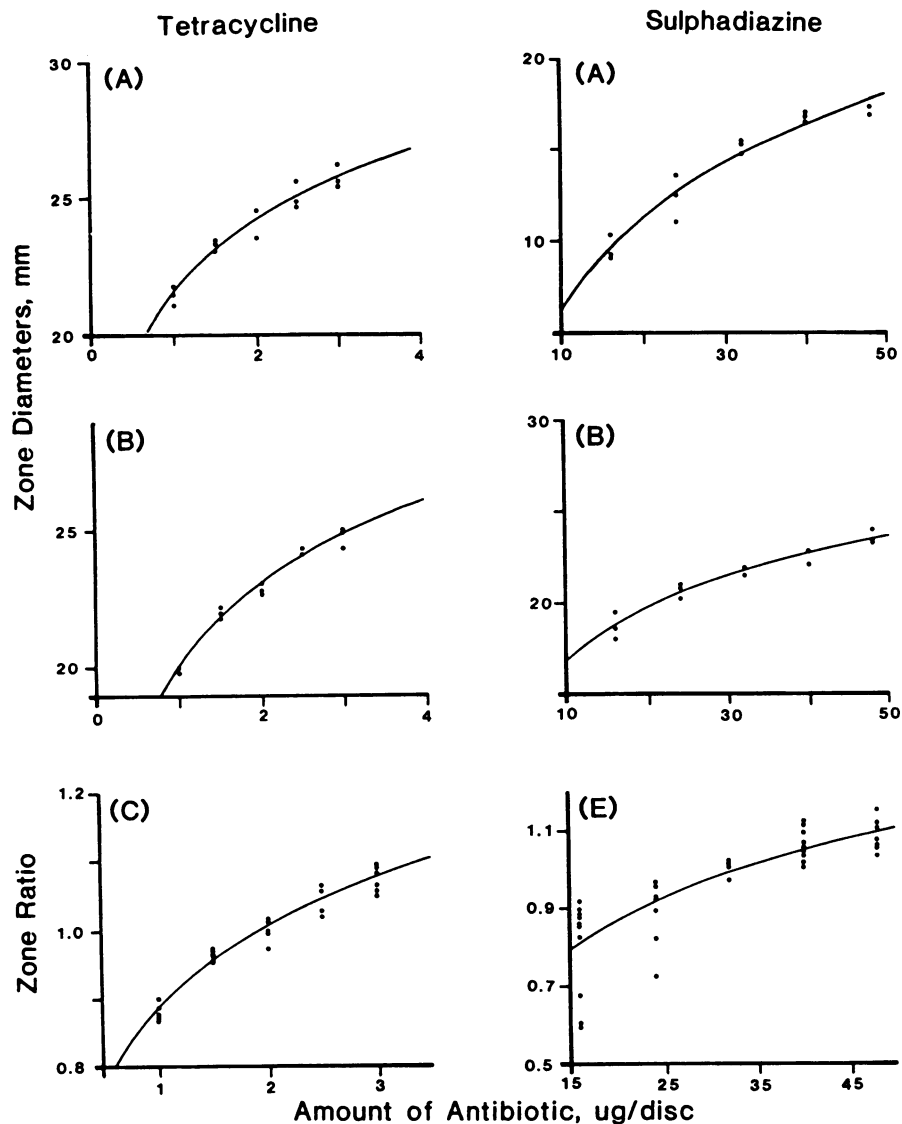 Tetracycline
Sulphadiazine
(A)
30
25
20
0 2 4
(A)
20
10
10 30 50
Zone Diameters, mm
(B)
25
20
0 2 4
(B)
30
20
10 30 50
(C)
1.2
1.0
0.8
1 2 3
(E)
1.1
0.9
0.7
0.5
15 25 35 45
Zone Ratio
Amount of Antibiotic, ug/disc